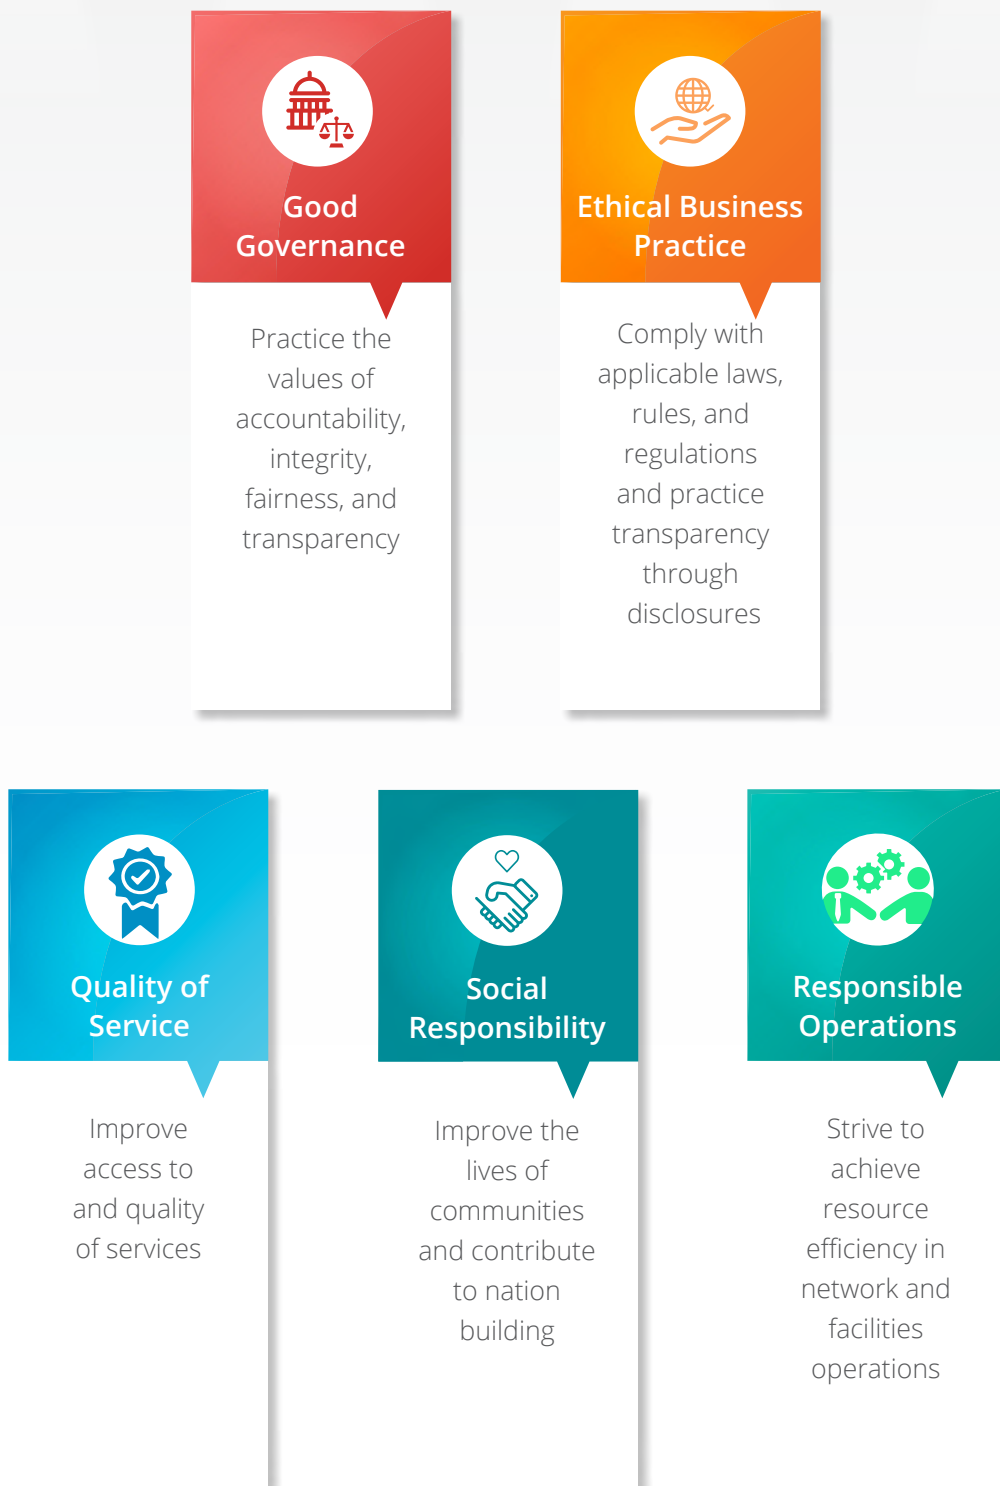 Good
Governance
Practice the
values of
accountability,
integrity,
fairness, and
transparency
Ethical Business
Practice
Comply with
applicable laws,
rules, and
regulations
and practice
transparency
through
disclosures
Quality of
Service
Improve
access to
and quality
of services
Social
Responsibility
Improve the
lives of
communities
and contribute
to nation
building
Responsible
Operations
Strive to
achieve
resource
efficiency in
network and
facilities
operations